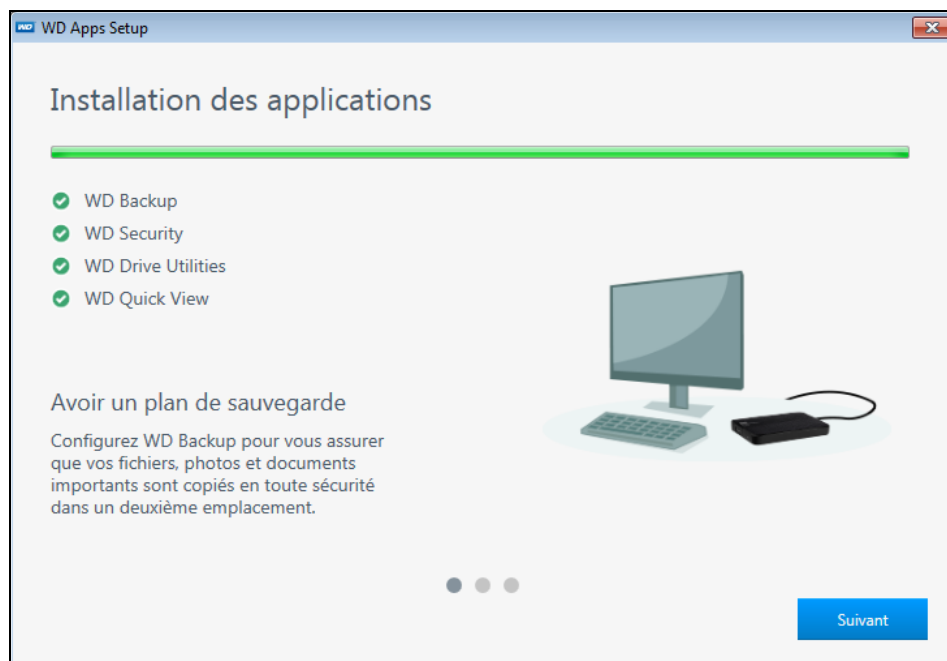 WD WD Apps Setup
Installation des applications
WD Backup
WD Security
WD Drive Utilities
WD Quick View
Avoir un plan de sauvegarde
Configurez WD Backup pour vous assurer
que vos fichiers, photos et documents
importants sont copiés en toute sécurité
dans un deuxième emplacement.
Suivant